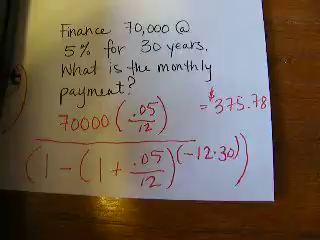 Finance 70,000 @
5% for 30 years.
What is the monthly
payment?
70000 (.05/12) = $375.78
(1 - (1 + .05/12)^(-12·30))